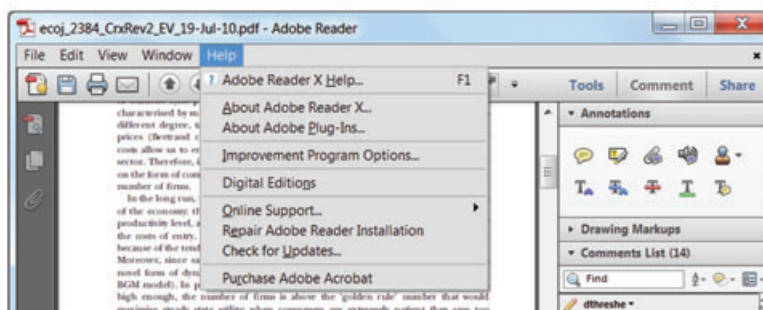 ecoj_2384_CrxRev2_EV_19-Jul-10.pdf - Adobe Reader
File Edit View Window Help
Adobe Reader X Help... F1
About Adobe Reader X...
About Adobe Plug-Ins...
Improvement Program Options...
Digital Editions
Online Support...
Repair Adobe Reader Installation
Check for Updates...
Purchase Adobe Acrobat
characterised by m
different degree,
prices (Bertrand c
costs allow us to e
sector. Therefore, i
on the form of com
number of firms.
In the long run,
of the economy: th
productivity level, a
the costs of entry.
because of the tend
Moreover, since sa
novel form of dyna
BGM model). In p
high enough, the number of firms is above the 'golden rule' number that would
Tools Comment Share
Annotations
Drawing Markups
Comments List (14)
Find
dthreshe